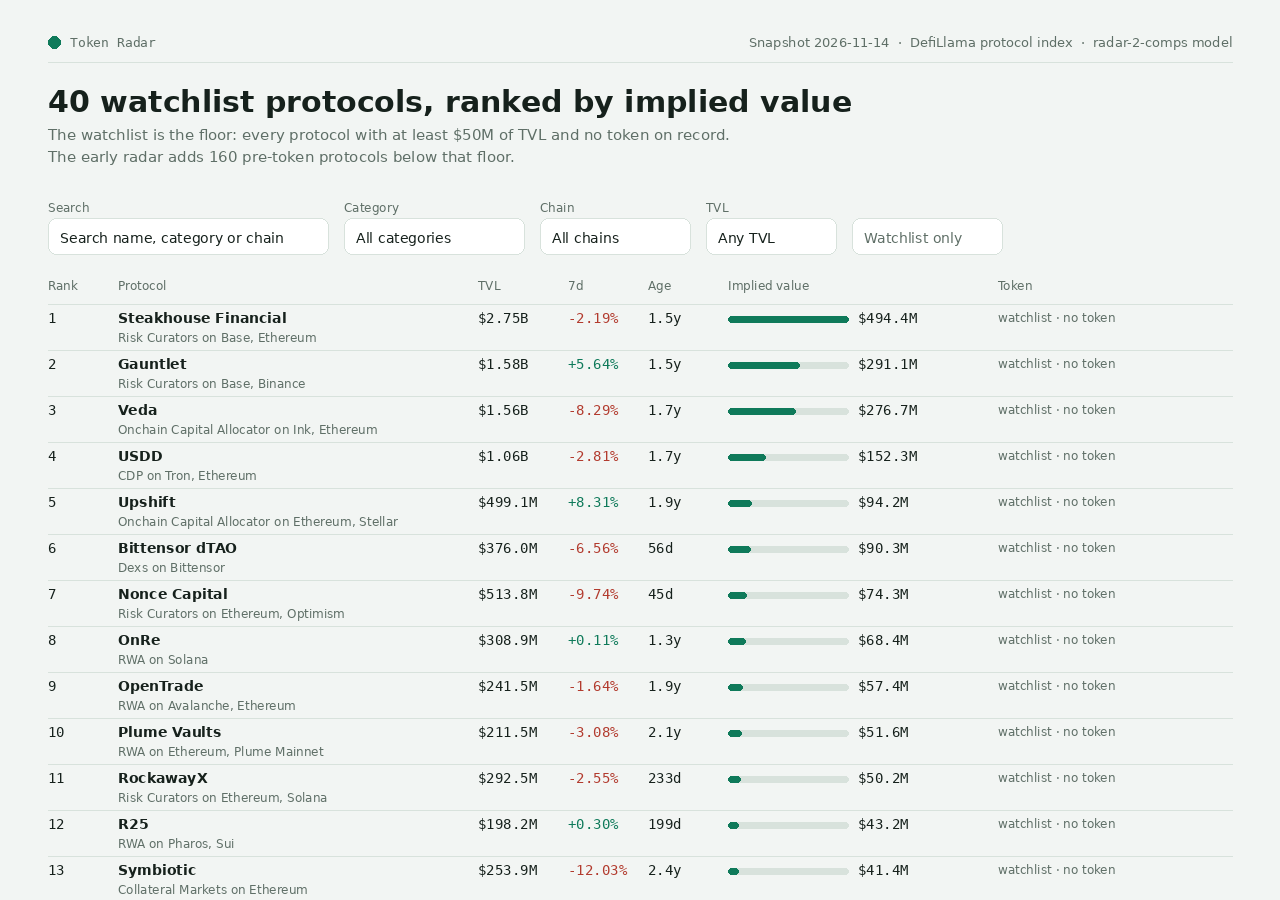 Token Radar
Snapshot 2026-11-14 · DefiLlama protocol index · radar-2-comps model
40 watchlist protocols, ranked by implied value
The watchlist is the floor: every protocol with at least $50M of TVL and no token on record.
The early radar adds 160 pre-token protocols below that floor.
Search Category Chain TVL
Search name, category or chain All categories All chains Any TVL Watchlist only
Rank Protocol TVL 7d Age Implied value Token
1 Steakhouse Financial $2.75B -2.19% 1.5y $494.4M watchlist · no token
Risk Curators on Base, Ethereum
2 Gauntlet $1.58B +5.64% 1.5y $291.1M watchlist · no token
Risk Curators on Base, Binance
3 Veda $1.56B -8.29% 1.7y $276.7M watchlist · no token
Onchain Capital Allocator on Ink, Ethereum
4 USDD $1.06B -2.81% 1.7y $152.3M watchlist · no token
CDP on Tron, Ethereum
5 Upshift $499.1M +8.31% 1.9y $94.2M watchlist · no token
Onchain Capital Allocator on Ethereum, Stellar
6 Bittensor dTAO $376.0M -6.56% 56d $90.3M watchlist · no token
Dexs on Bittensor
7 Nonce Capital $513.8M -9.74% 45d $74.3M watchlist · no token
Risk Curators on Ethereum, Optimism
8 OnRe $308.9M +0.11% 1.3y $68.4M watchlist · no token
RWA on Solana
9 OpenTrade $241.5M -1.64% 1.9y $57.4M watchlist · no token
RWA on Avalanche, Ethereum
10 Plume Vaults $211.5M -3.08% 2.1y $51.6M watchlist · no token
RWA on Ethereum, Plume Mainnet
11 RockawayX $292.5M -2.55% 233d $50.2M watchlist · no token
Risk Curators on Ethereum, Solana
12 R25 $198.2M +0.30% 199d $43.2M watchlist · no token
RWA on Pharos, Sui
13 Symbiotic $253.9M -12.03% 2.4y $41.4M watchlist · no token
Collateral Markets on Ethereum